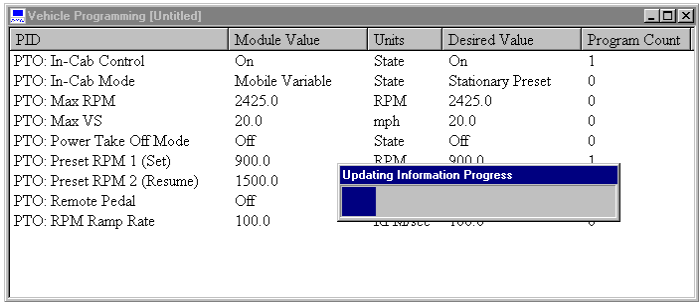 Vehicle Programming [Untitled]
PID Module Value Units Desired Value Program Count
PTO: In-Cab Control On State On 1
PTO: In-Cab Mode Mobile Variable State Stationary Preset 0
PTO: Max RPM 2425.0 RPM 2425.0 0
PTO: Max VS 20.0 mph 20.0 0
PTO: Power Take Off Mode Off State Off 0
PTO: Preset RPM 1 (Set) 900.0 RPM 900.0 1
Updating Information Progress
PTO: Preset RPM 2 (Resume) 1500.0
PTO: Remote Pedal Off
PTO: RPM Ramp Rate 100.0 RPM/sec 100.0 0